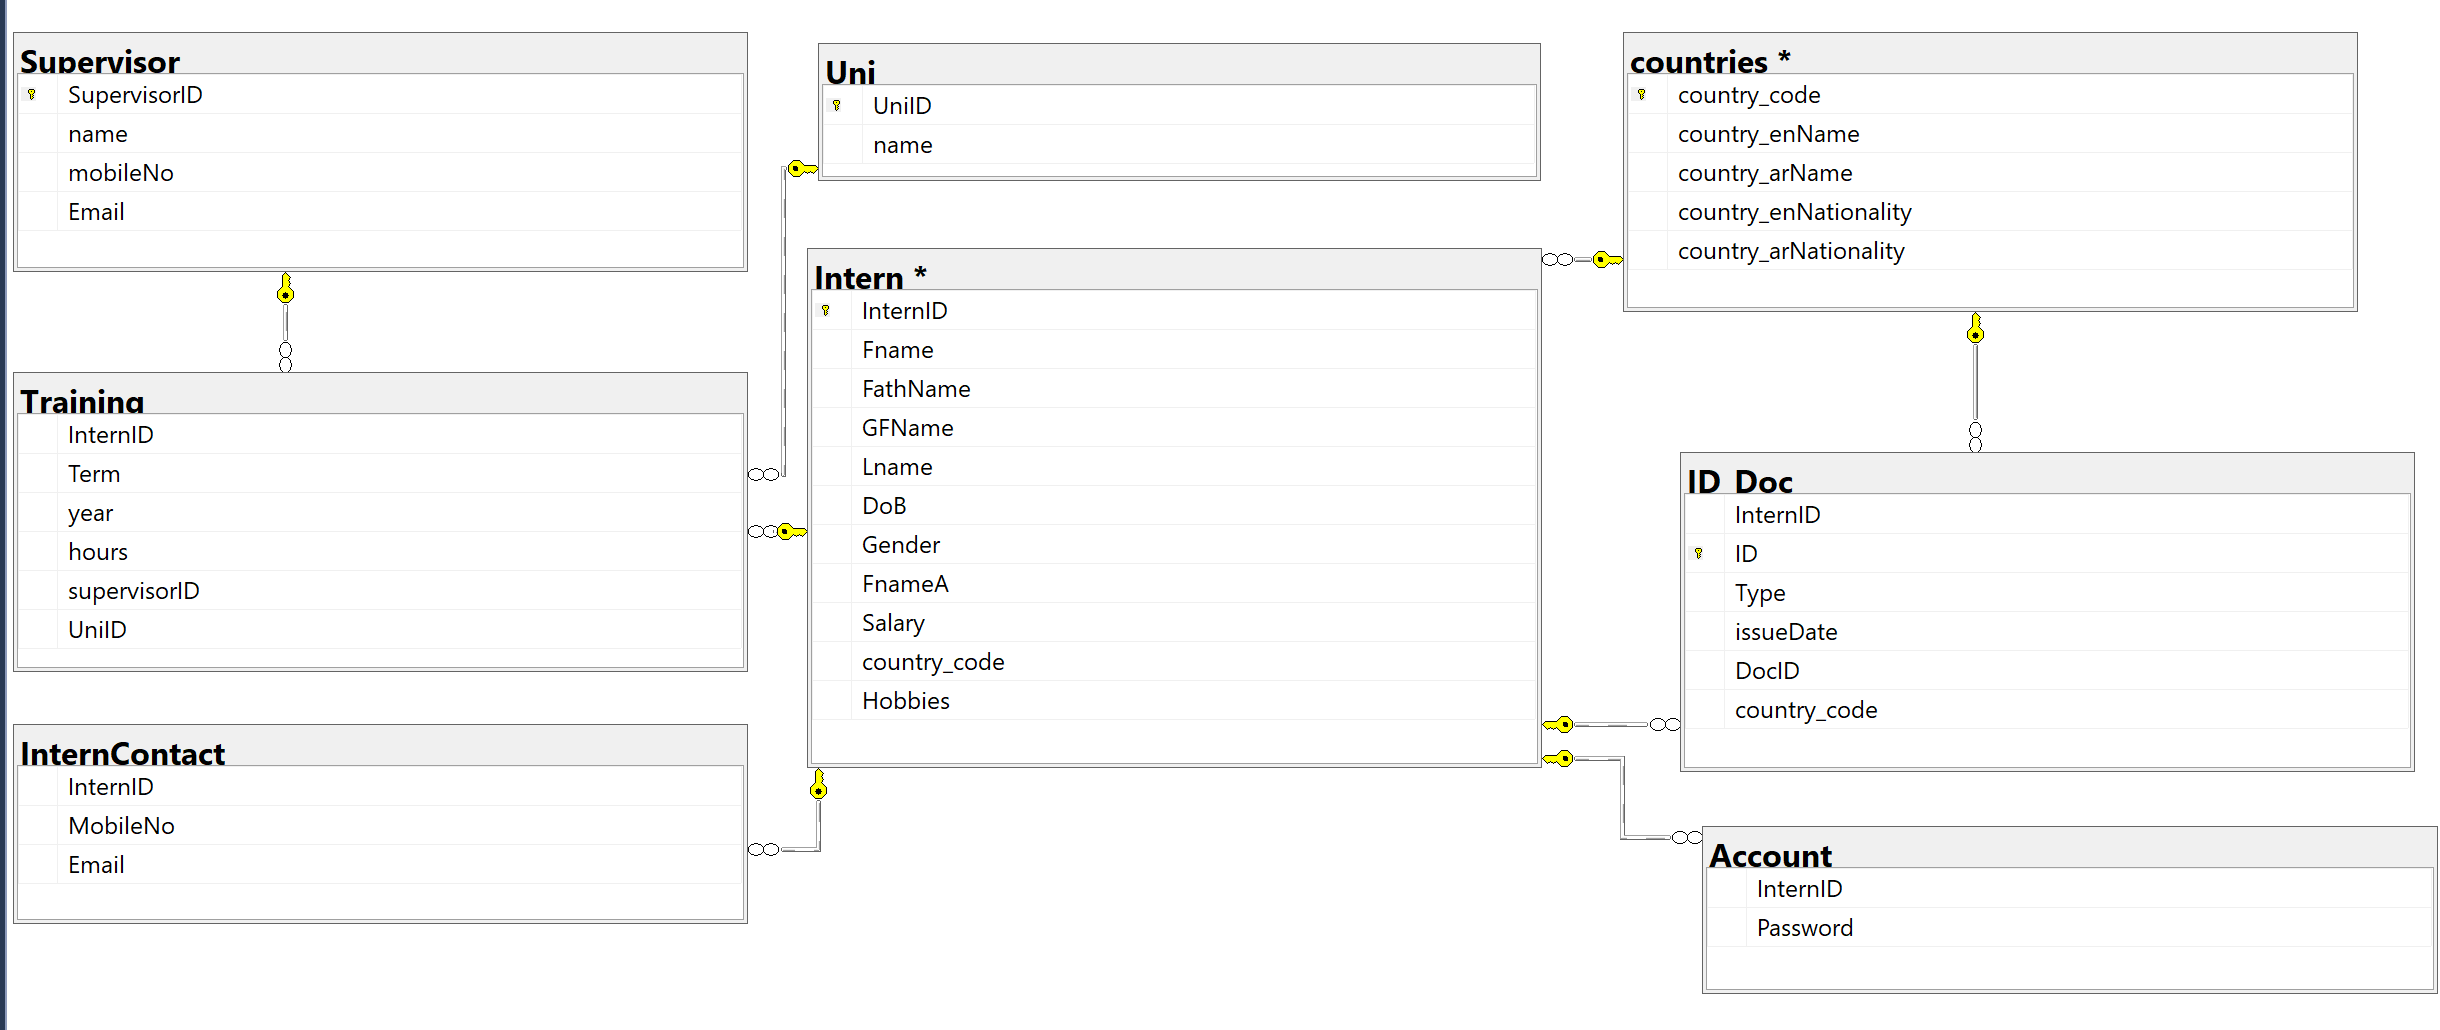 Supervisor
SupervisorID
name
mobileNo
Email
Uni
UniID
name
countries *
country_code
country_enName
country_arName
country_enNationality
country_arNationality
Intern *
InternID
Fname
FathName
GFName
Lname
DoB
Gender
FnameA
Salary
country_code
Hobbies
Training
InternID
Term
year
hours
supervisorID
UniID
ID_Doc
InternID
ID
Type
issueDate
DocID
country_code
InternContact
InternID
MobileNo
Email
Account
InternID
Password